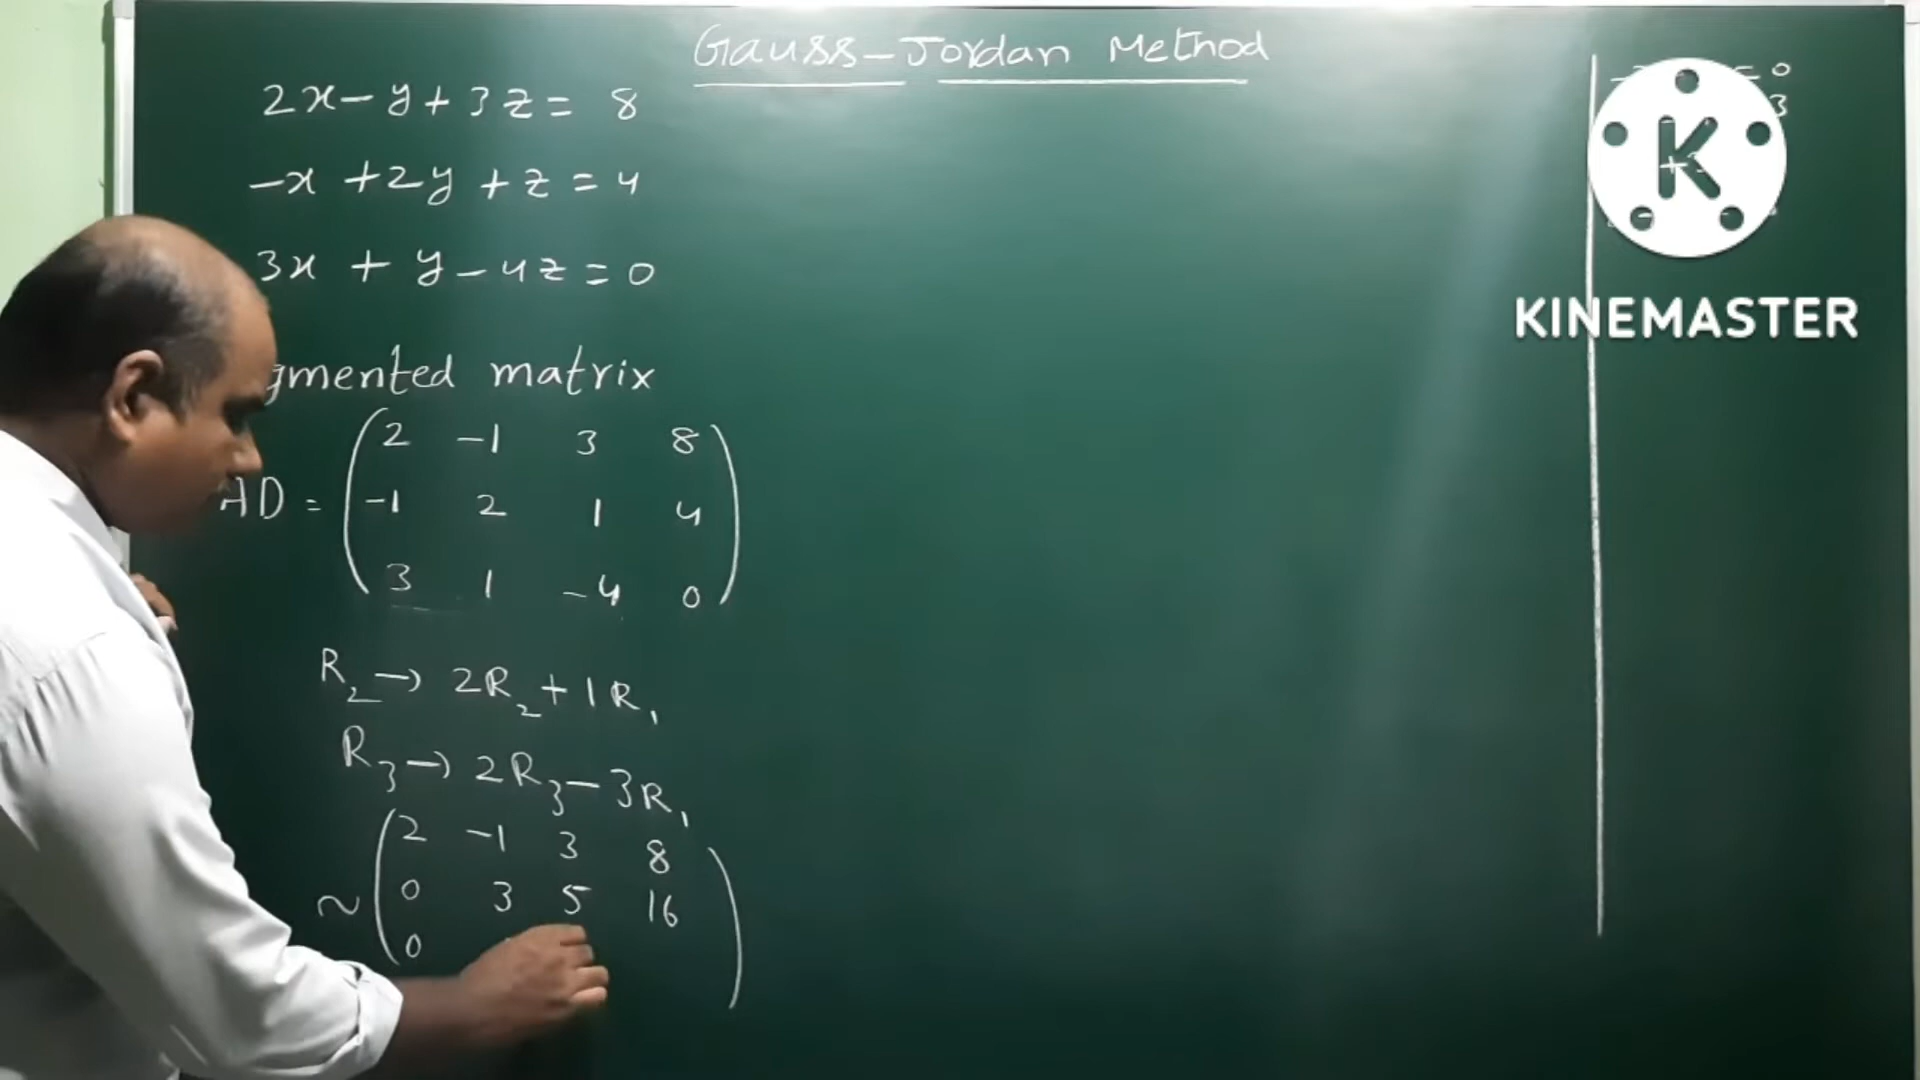 Gauss-Jordan Method
2x - y + 3z = 8
-x + 2y + z = 4
3x + y - 4z = 0
gmented matrix
AD = ( 2 -1 3 8
-1 2 1 4
3 1 -4 0 )
R2 → 2R2 + 1R1
R3 → 2R3 - 3R1
~ ( 2 -1 3 8
0 3 5 16
0 )
= 0
3
K
KINEMASTER